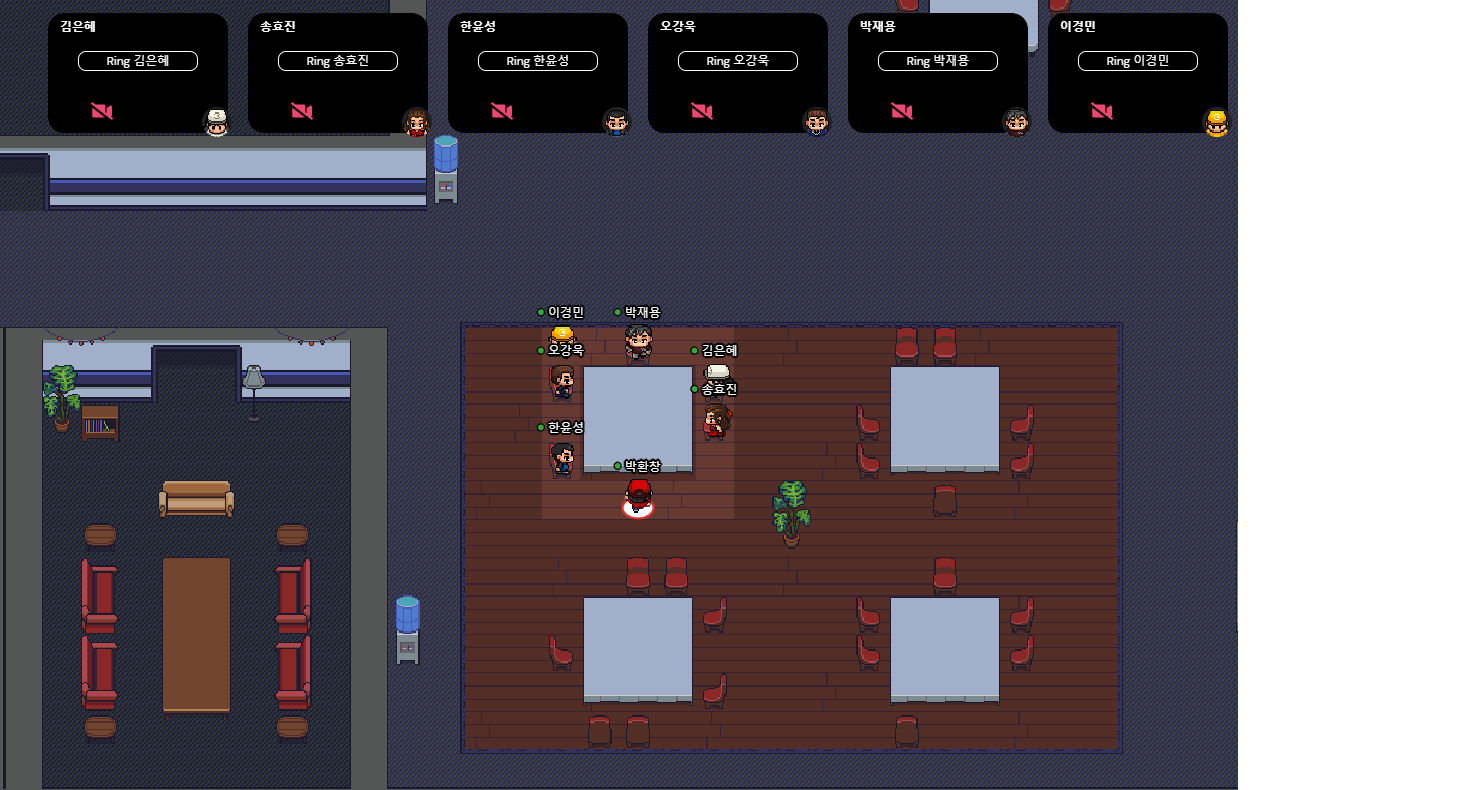 김은혜
송효진
한윤성
오강욱
박재용
이경민
Ring 김은혜
Ring 송효진
Ring 한윤성
Ring 오강욱
Ring 박재용
Ring 이경민
3
3
이경민
박재용
오강욱
김은혜
송효진
한윤성
박환창